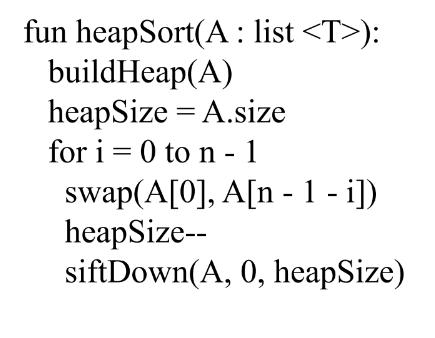 fun heapSort(A : list <T>):
buildHeap(A)
heapSize = A.size
for i = 0 to n - 1
swap(A[0], A[n - 1 - i])
heapSize--
siftDown(A, 0, heapSize)